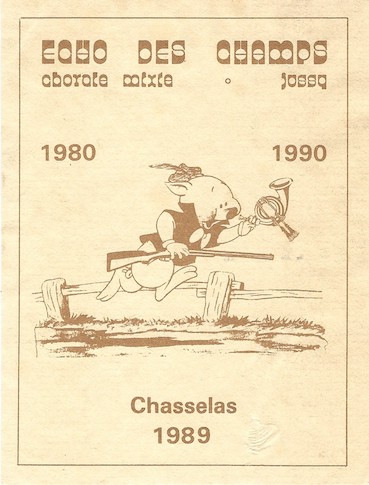 ECHO DES CHAMPS
chorale mixte • jussy
1980 1990
Chasselas
1989